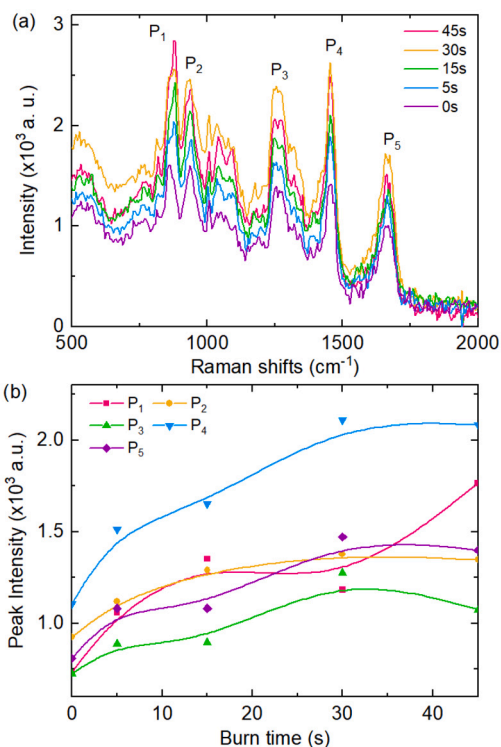 (a)
3
2
1
0
Intensity (x10³ a. u.)
P₁
P₂
P₃
P₄
P₅
45s
30s
15s
5s
0s
500
1000
1500
2000
Raman shifts (cm⁻¹)
(b)
P₁
P₂
P₃
P₄
P₅
2.0
1.5
1.0
Peak Intensity (x10³ a.u.)
0
10
20
30
40
Burn time (s)